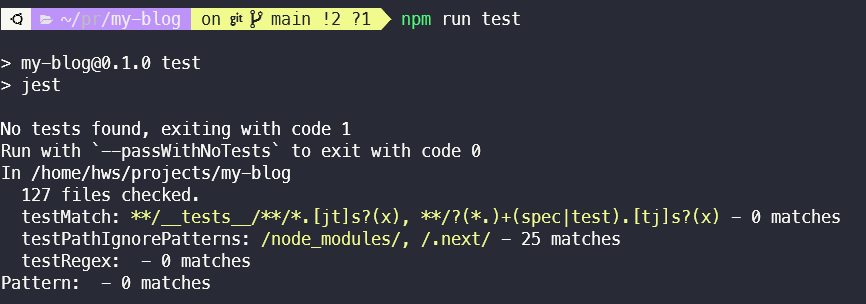 ~/pr/my-blog on git main !2 ?1 npm run test
> my-blog@0.1.0 test
> jest
No tests found, exiting with code 1
Run with `--passWithNoTests` to exit with code 0
In /home/hws/projects/my-blog
127 files checked.
testMatch: **/__tests__/**/*.[jt]s?(x), **/?(*.)+(spec|test).[tj]s?(x) - 0 matches
testPathIgnorePatterns: /node_modules/, /.next/ - 25 matches
testRegex:  - 0 matches
Pattern:  - 0 matches